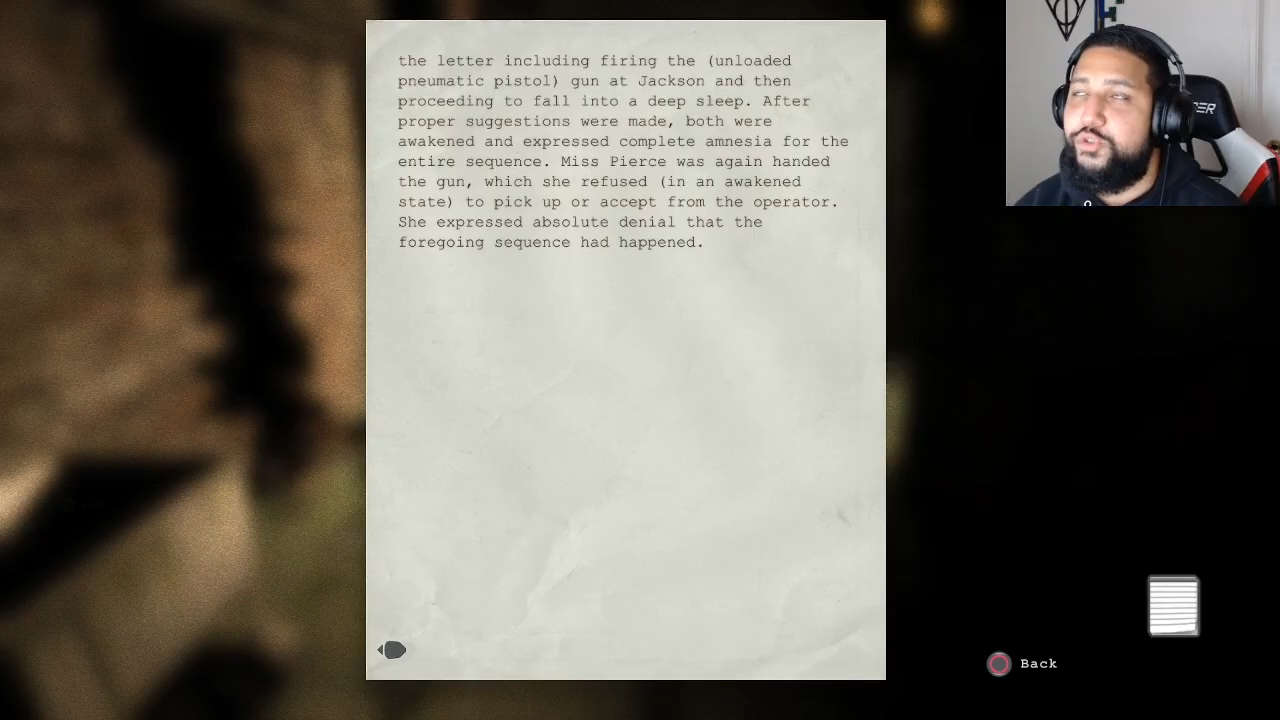 the letter including firing the (unloaded
pneumatic pistol) gun at Jackson and then
proceeding to fall into a deep sleep. After
proper suggestions were made, both were
awakened and expressed complete amnesia for the
entire sequence. Miss Pierce was again handed
the gun, which she refused (in an awakened
state) to pick up or accept from the operator.
She expressed absolute denial that the
foregoing sequence had happened.
Back